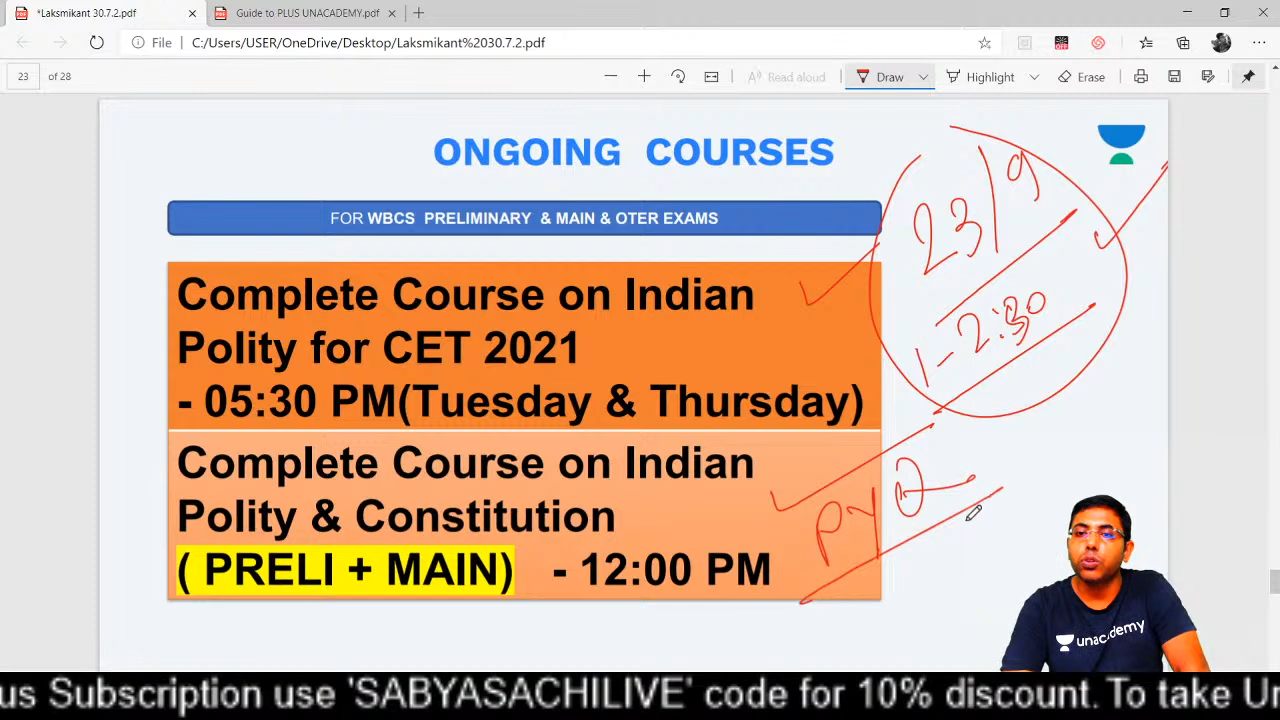 *Laksmikant 30.7.2.pdf
Guide to PLUS UNACADEMY.pdf
File C:/Users/USER/OneDrive/Desktop/Laksmikant%2030.7.2.pdf
23 of 28
Read aloud
Draw
Highlight
Erase
ONGOING COURSES
FOR WBCS PRELIMINARY & MAIN & OTER EXAMS
23/9
1-2:30
Complete Course on Indian
Polity for CET 2021
- 05:30 PM(Tuesday & Thursday)
Complete Course on Indian
Polity & Constitution
( PRELI + MAIN) - 12:00 PM
PYQ
unacademy
us Subscription use 'SABYASACHILIVE' code for 10% discount. To take Un